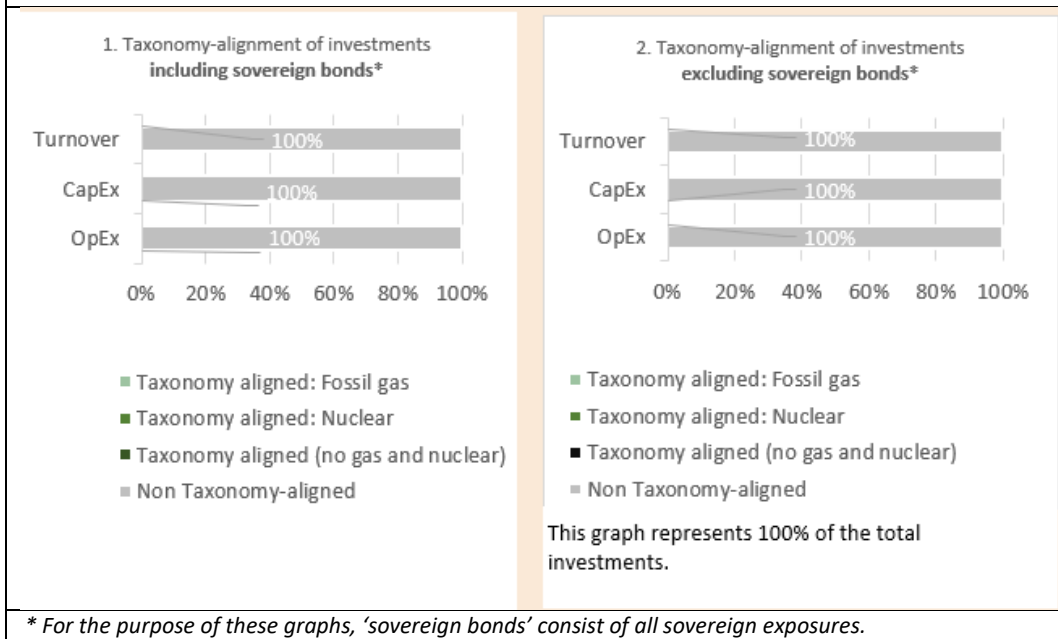 1. Taxonomy-alignment of investments
including sovereign bonds*
Turnover
100%
CapEx
100%
OpEx
100%
0% 20% 40% 60% 80% 100%
Taxonomy aligned: Fossil gas
Taxonomy aligned: Nuclear
Taxonomy aligned (no gas and nuclear)
Non Taxonomy-aligned
2. Taxonomy-alignment of investments
excluding sovereign bonds*
Turnover
100%
CapEx
100%
OpEx
100%
0% 20% 40% 60% 80% 100%
Taxonomy aligned: Fossil gas
Taxonomy aligned: Nuclear
Taxonomy aligned (no gas and nuclear)
Non Taxonomy-aligned
This graph represents 100% of the total
investments.
* For the purpose of these graphs, ‘sovereign bonds’ consist of all sovereign exposures.